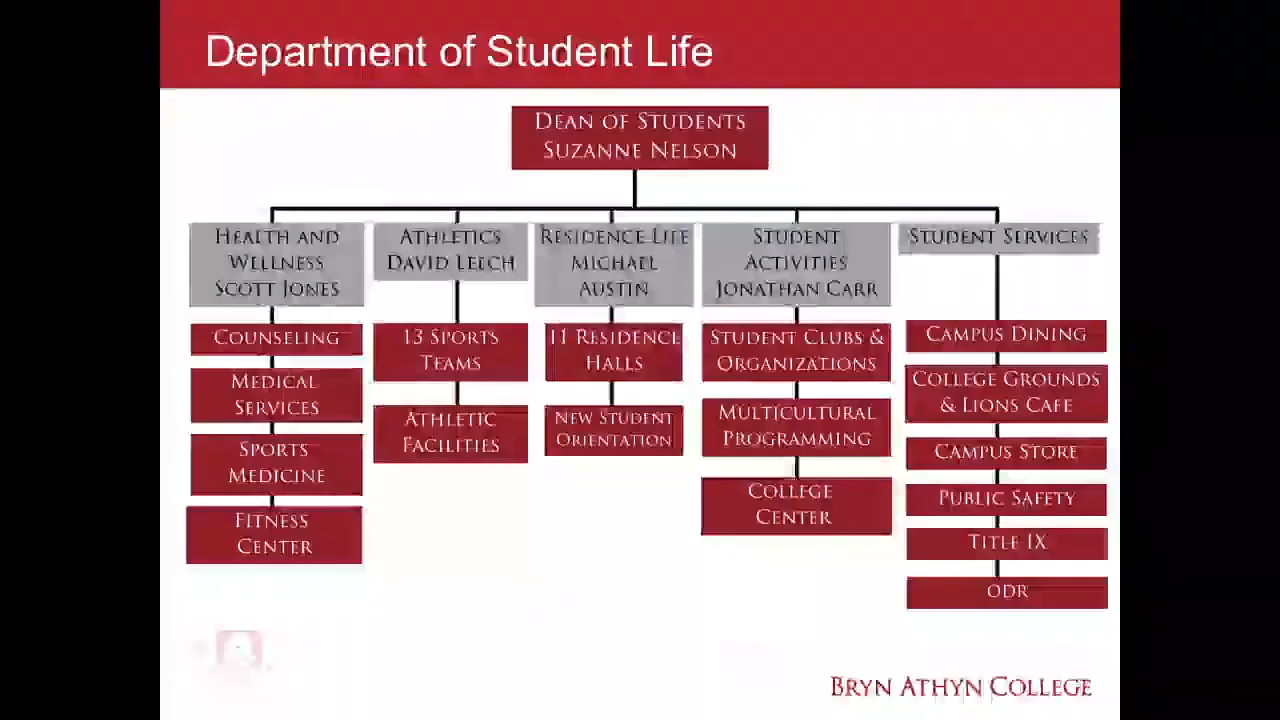 Department of Student Life
DEAN OF STUDENTS
SUZANNE NELSON
HEALTH AND
WELLNESS
SCOTT JONES
COUNSELING
MEDICAL
SERVICES
SPORTS
MEDICINE
FITNESS
CENTER
ATHLETICS
DAVID LEECH
13 SPORTS
TEAMS
ATHLETIC
FACILITIES
RESIDENCE LIFE
MICHAEL
AUSTIN
11 RESIDENCE
HALLS
NEW STUDENT
ORIENTATION
STUDENT
ACTIVITIES
JONATHAN CARR
STUDENT CLUBS &
ORGANIZATIONS
MULTICULTURAL
PROGRAMMING
COLLEGE
CENTER
STUDENT SERVICES
CAMPUS DINING
COLLEGE GROUNDS
& LIONS CAFE
CAMPUS STORE
PUBLIC SAFETY
TITLE IX
ODR
BRYN ATHYN COLLEGE